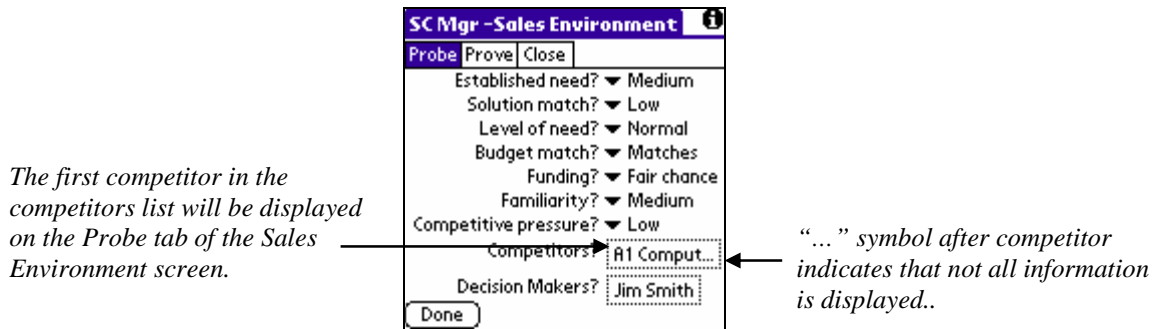 SC Mgr - Sales Environment
Probe Prove Close
Established need? Medium
Solution match? Low
Level of need? Normal
Budget match? Matches
Funding? Fair chance
Familiarity? Medium
Competitive pressure? Low
Competitors? A1 Comput...
Decision Makers? Jim Smith
Done
The first competitor in the
competitors list will be displayed
on the Probe tab of the Sales
Environment screen.
“…” symbol after competitor
indicates that not all information
is displayed..